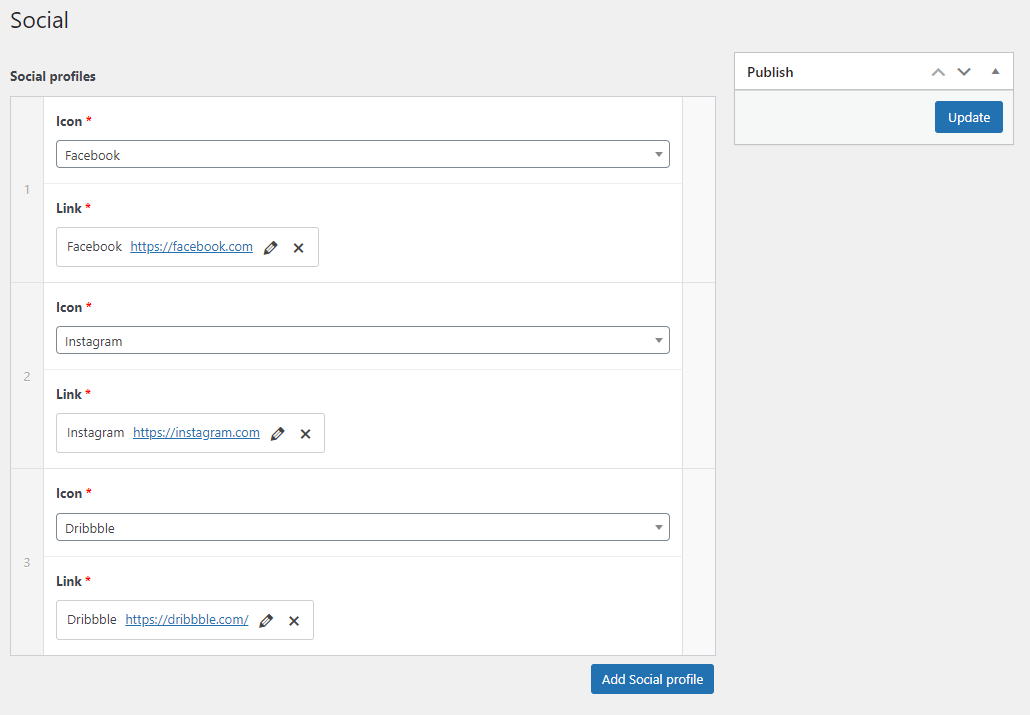 Social
Social profiles
1
Icon *
Facebook
Link *
Facebook https://facebook.com
2
Icon *
Instagram
Link *
Instagram https://instagram.com
3
Icon *
Dribbble
Link *
Dribbble https://dribbble.com/
Add Social profile
Publish
Update